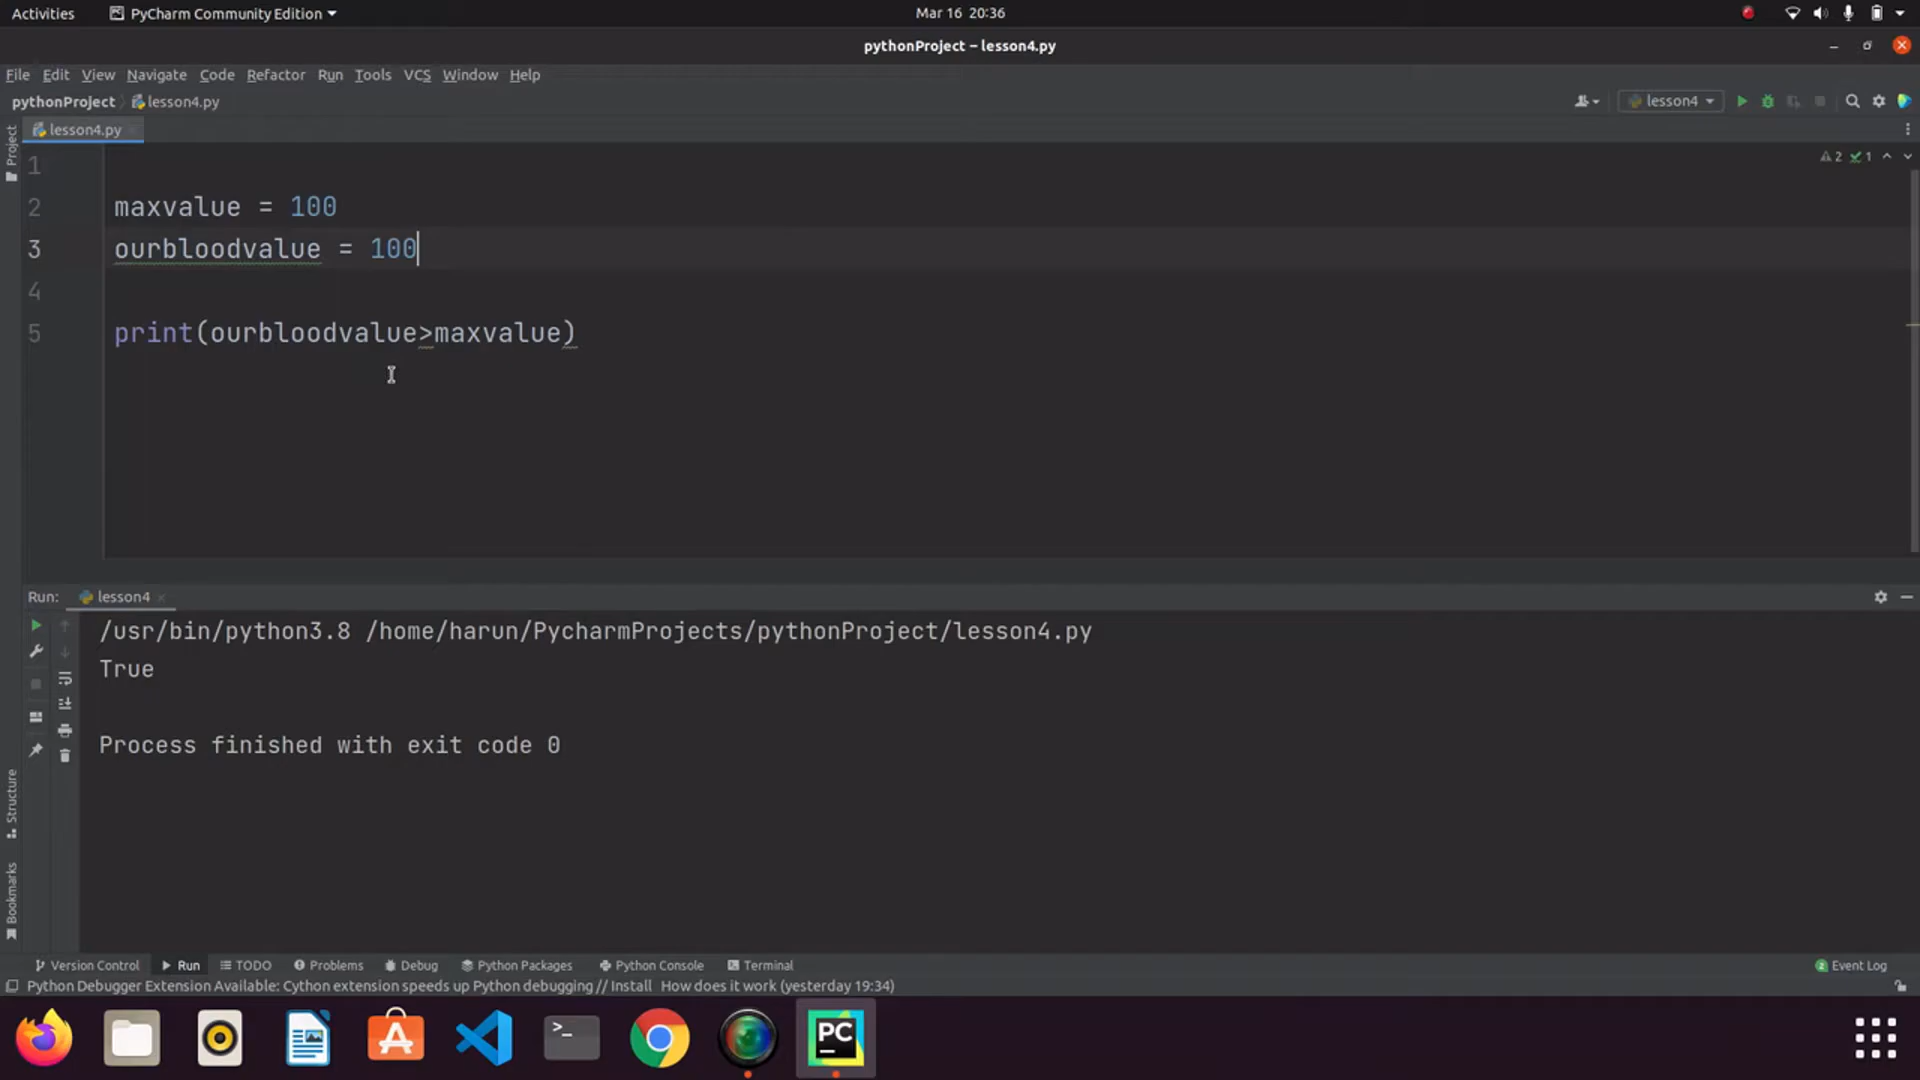 Activities PyCharm Community Edition Mar 16 20:36
pythonProject – lesson4.py
File Edit View Navigate Code Refactor Run Tools VCS Window Help
pythonProject lesson4.py lesson4
lesson4.py
Project
1
2 maxvalue = 100
3 ourbloodvalue = 100
4
5 print(ourbloodvalue>maxvalue)
2 1
Run: lesson4
/usr/bin/python3.8 /home/harun/PycharmProjects/pythonProject/lesson4.py
True
Process finished with exit code 0
Structure
Bookmarks
Version Control Run TODO Problems Debug Python Packages Python Console Terminal 2 Event Log
Python Debugger Extension Available: Cython extension speeds up Python debugging // Install How does it work (yesterday 19:34)
>_ PC